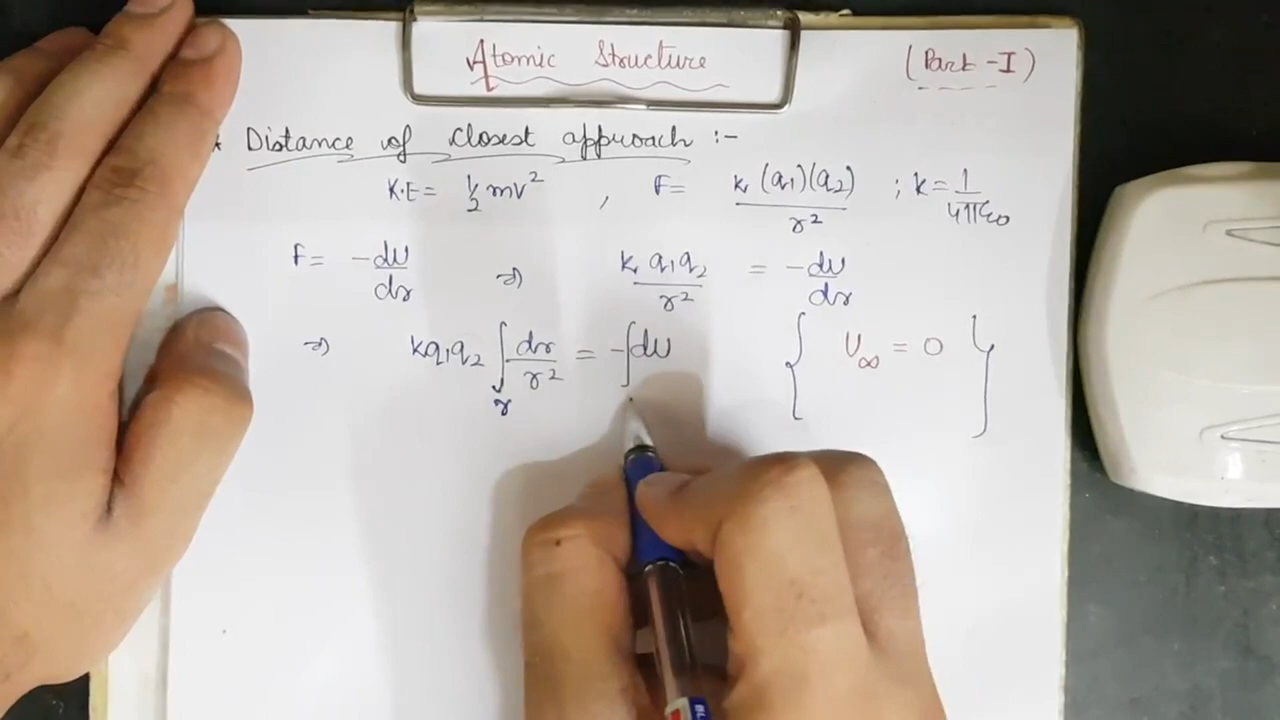 Atomic Structure (Part-I)
* Distance of closest approach :-
K.E = 1/2 mv² , F = k (q₁)(q₂)/r² ; k = 1/4πε₀
F = -dU/dr ⇒ k q₁q₂/r² = -dU/dr
⇒ kq₁q₂ ∫r dr/r² = -∫dU { U∞ = 0 }